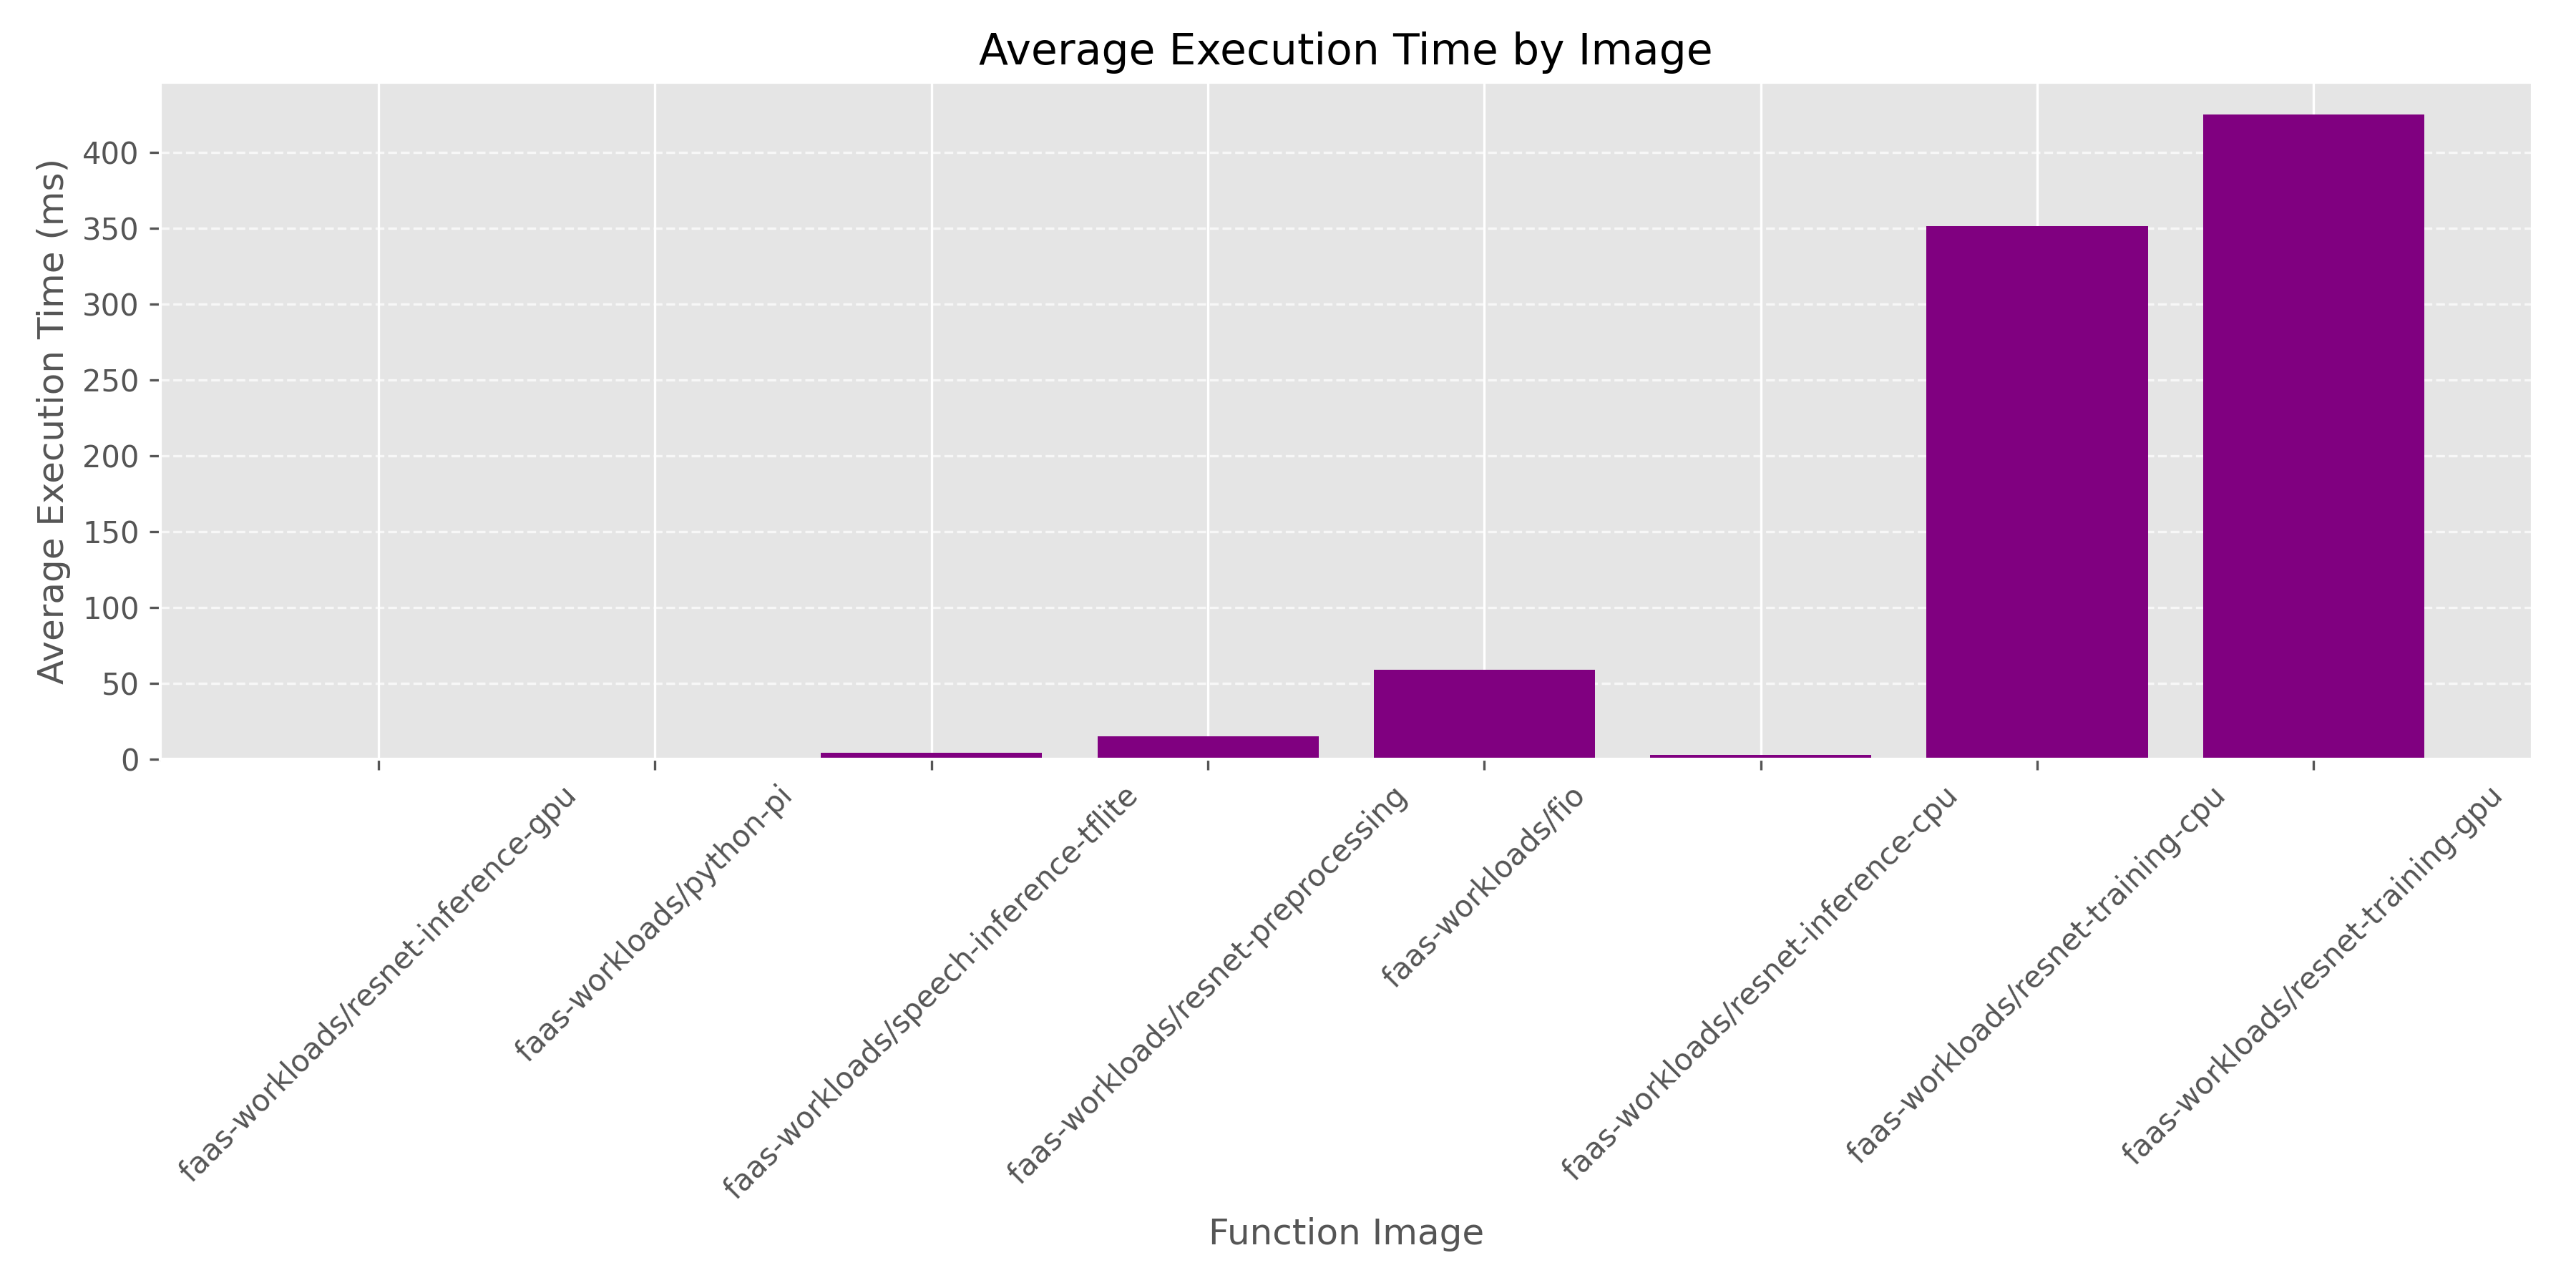 Average Execution Time by Image
Average Execution Time (ms)
400
350
300
250
200
150
100
50
0
faas-workloads/resnet-inference-gpu
faas-workloads/python-pi
faas-workloads/speech-inference-tflite
faas-workloads/resnet-preprocessing
faas-workloads/fio
faas-workloads/resnet-inference-cpu
faas-workloads/resnet-training-cpu
faas-workloads/resnet-training-gpu
Function Image